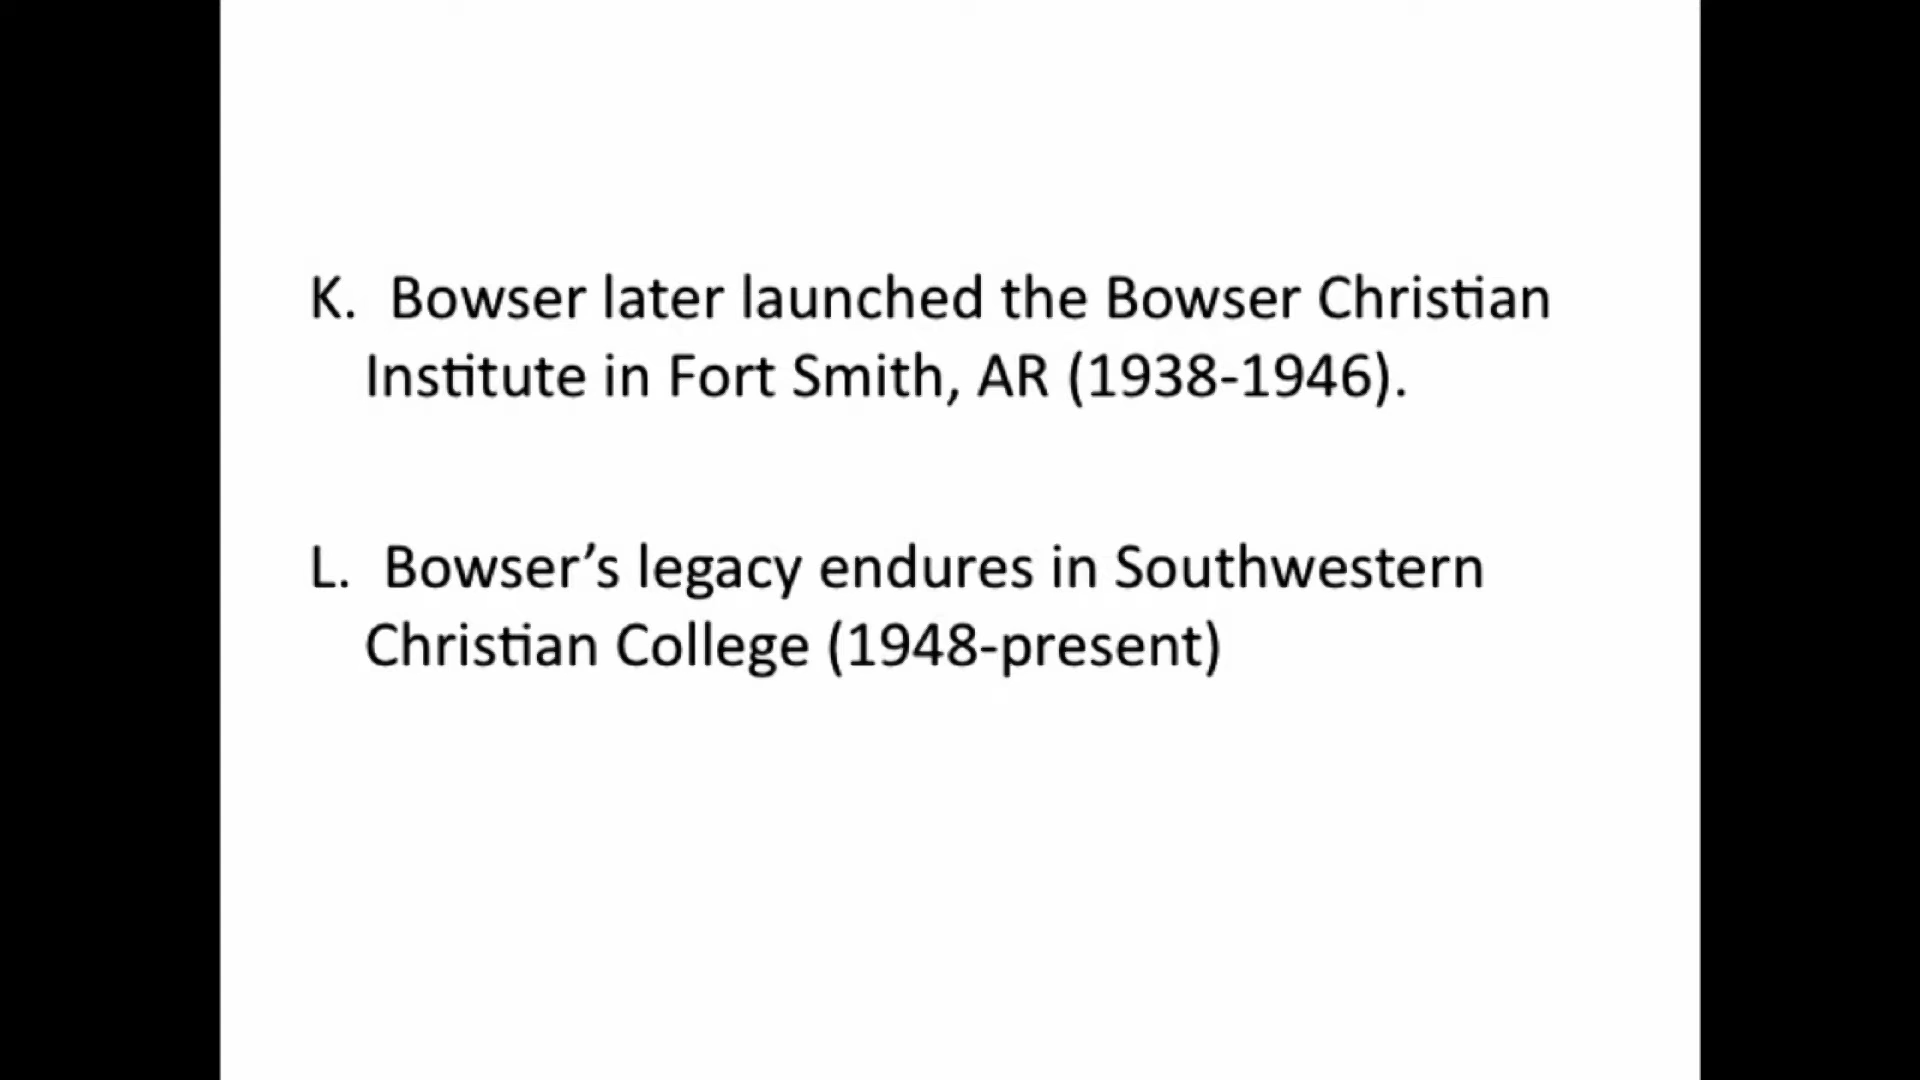 K.  Bowser later launched the Bowser Christian
Institute in Fort Smith, AR (1938-1946).
L.  Bowser’s legacy endures in Southwestern
Christian College (1948-present)